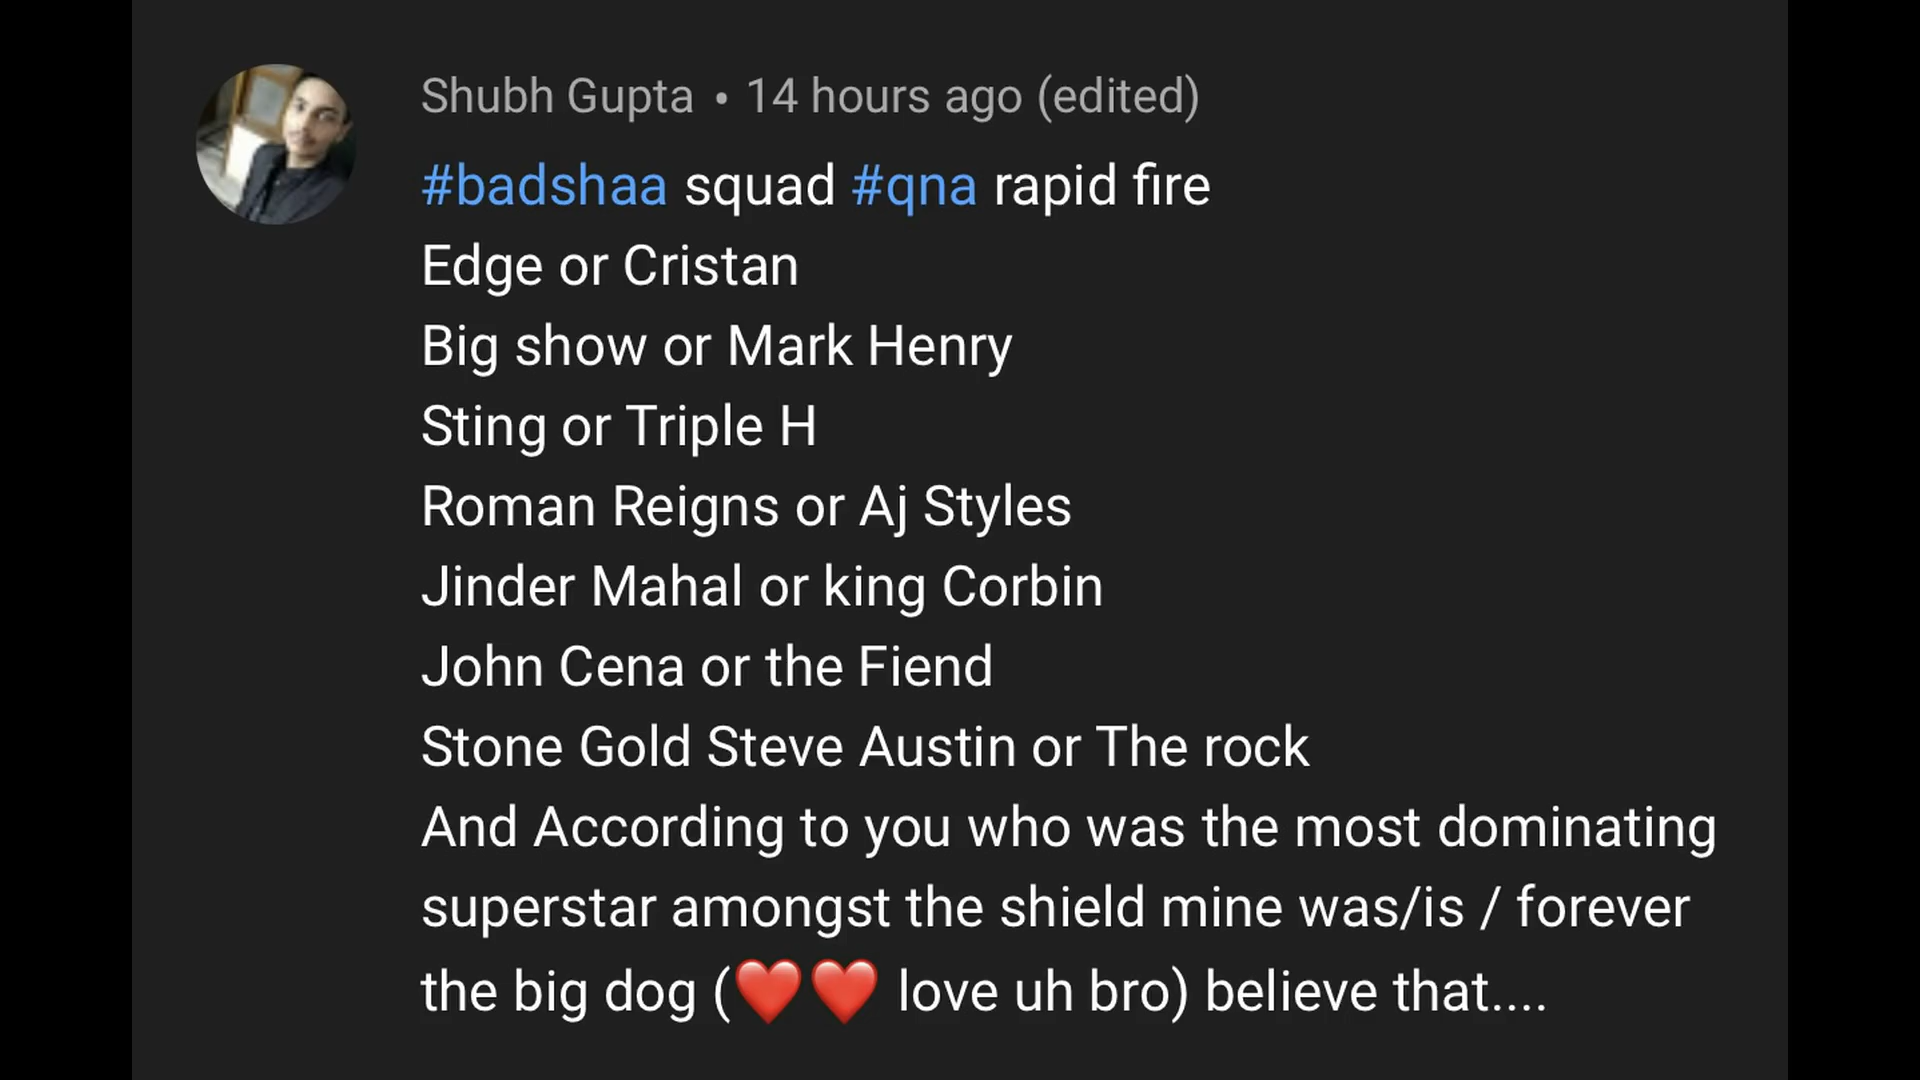 Shubh Gupta • 14 hours ago (edited)
#badshaa squad #qna rapid fire
Edge or Cristan
Big show or Mark Henry
Sting or Triple H
Roman Reigns or Aj Styles
Jinder Mahal or king Corbin
John Cena or the Fiend
Stone Gold Steve Austin or The rock
And According to you who was the most dominating
superstar amongst the shield mine was/is / forever
the big dog (❤️❤️ love uh bro) believe that....